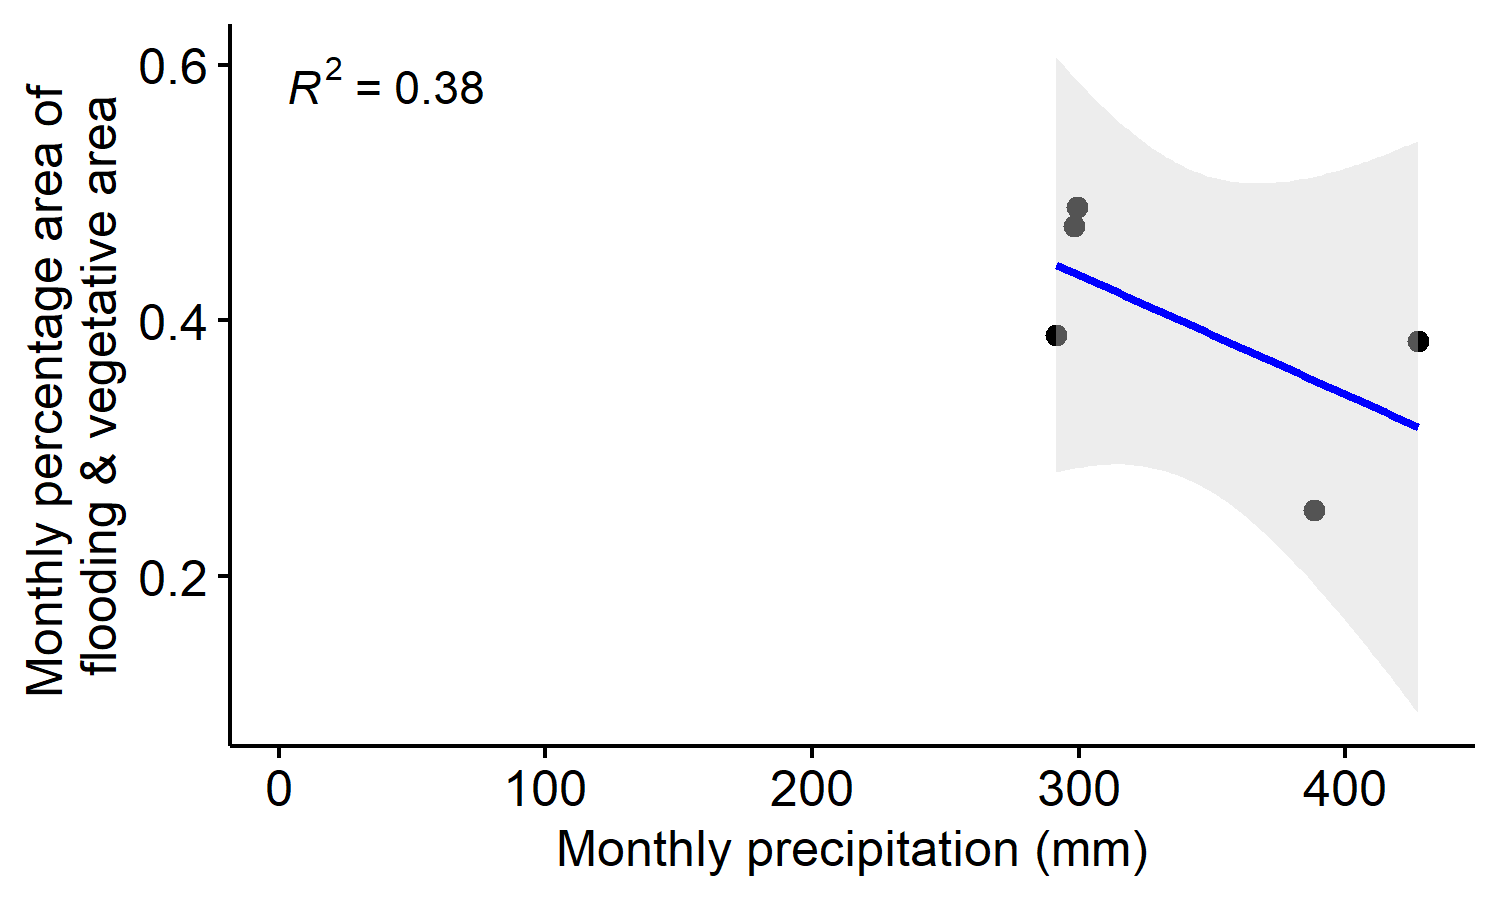 R² = 0.38
Monthly percentage area of
flooding & vegetative area
0.6
0.4
0.2
0 100 200 300 400
Monthly precipitation (mm)